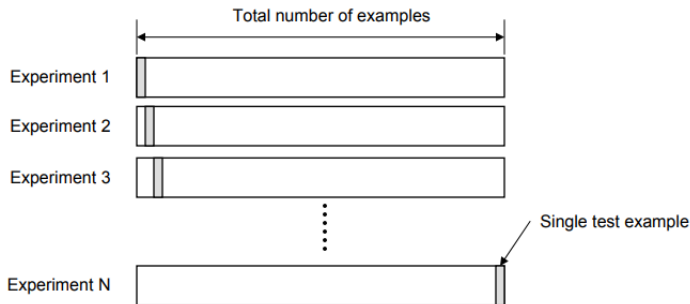 Total number of examples
Experiment 1
Experiment 2
Experiment 3
Single test example
Experiment N